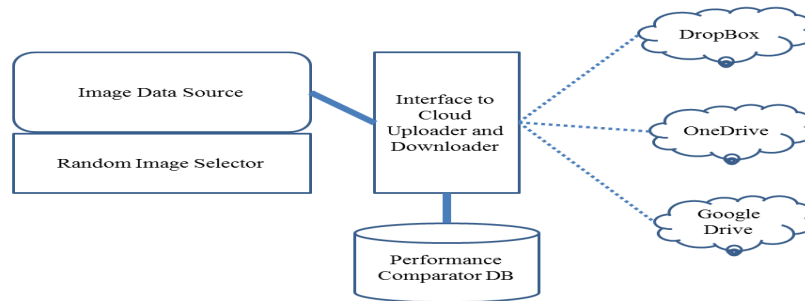 Image Data Source
Random Image Selector
Interface to
Cloud
Uploader and
Downloader
Performance
Comparator DB
DropBox
OneDrive
Google
Drive